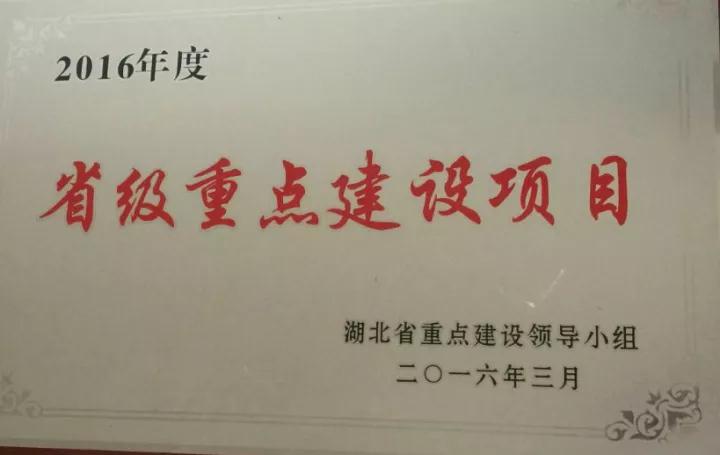 2016年度
省级重点建设项目
湖北省重点建设领导小组
二〇一六年三月